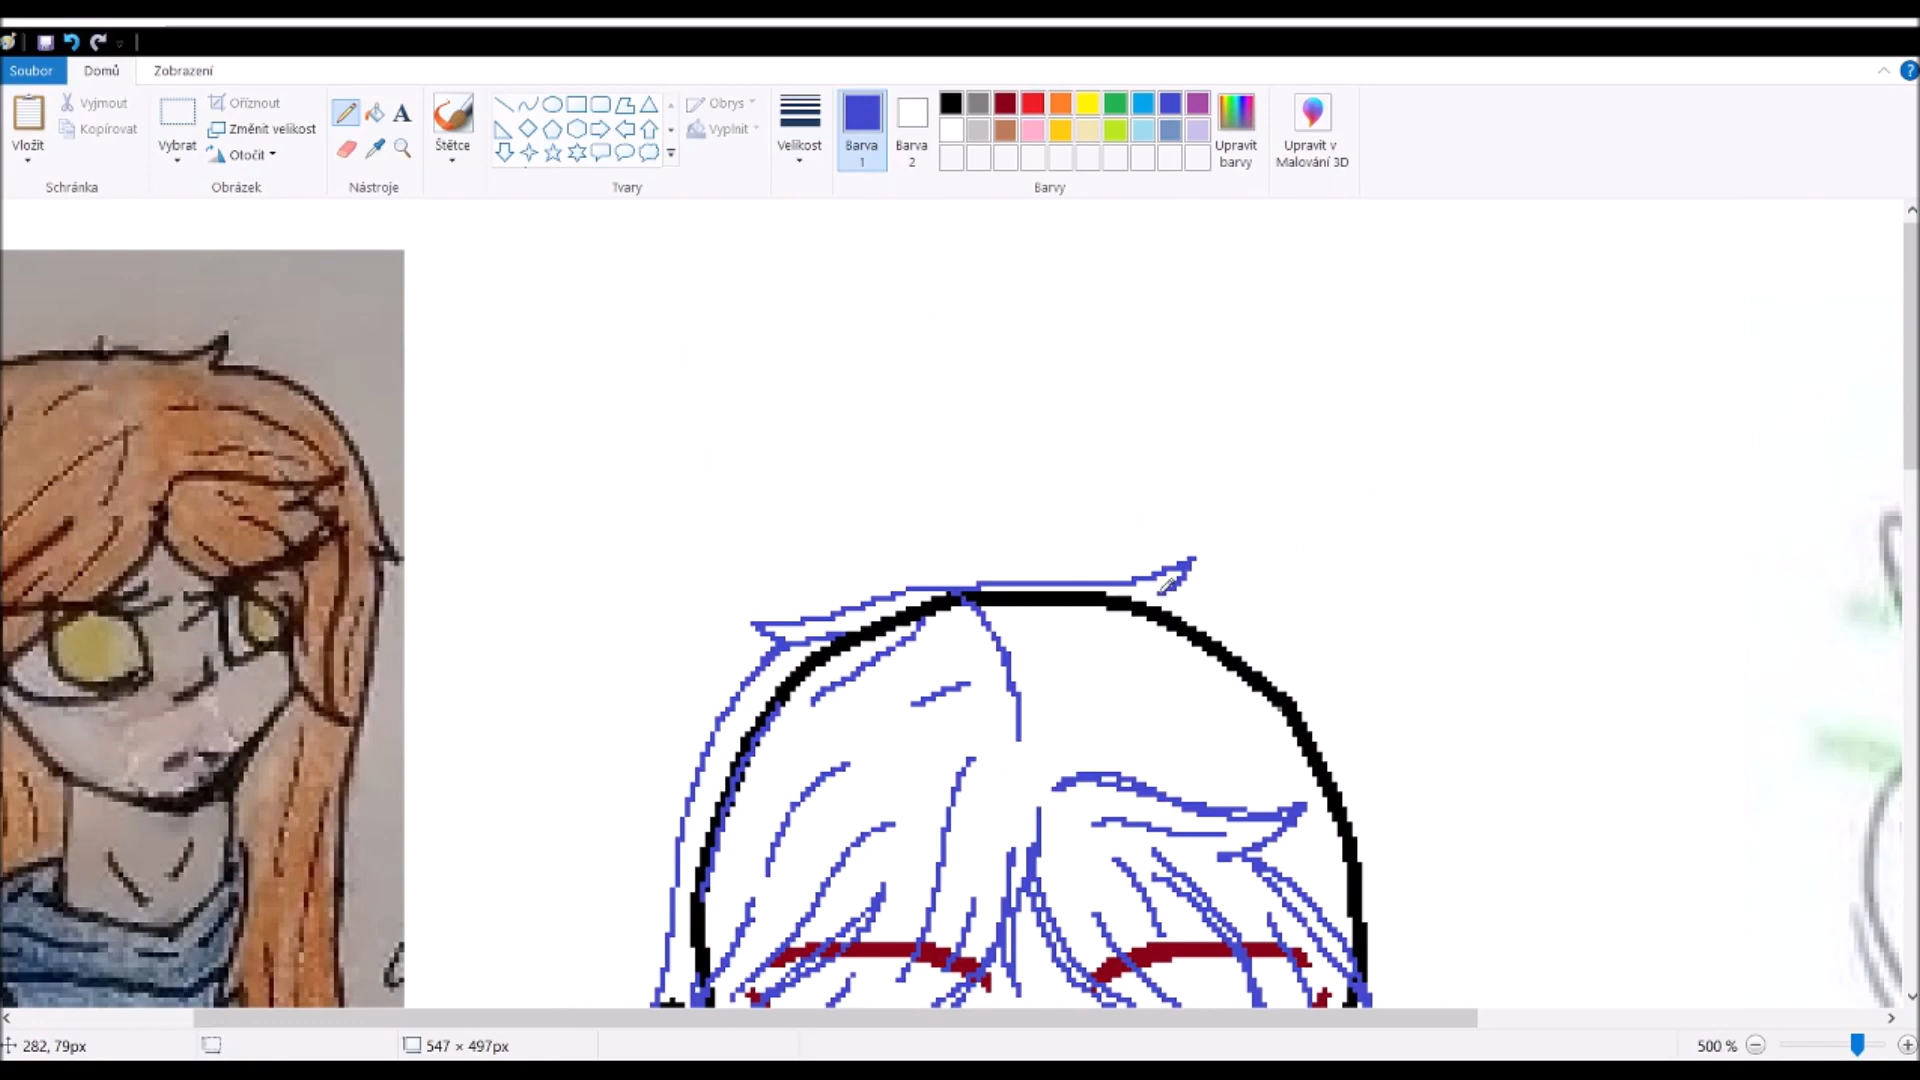 Soubor Domů Zobrazení
Vložit
Vyjmout
Kopírovat
Schránka
Vybrat
Oříznout
Změnit velikost
Otočit
Obrázek
A
Nástroje
Štětce
Obrys
Vyplnit
Tvary
Velikost
Barva
1
Barva
2
Upravit
barvy
Barvy
Upravit v
Malování 3D
282, 79px
547 × 497px
500 %